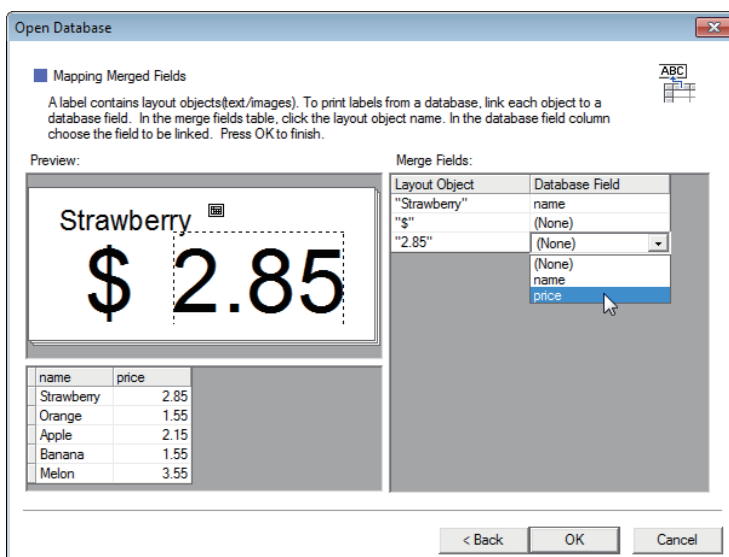 Open Database
Mapping Merged Fields
ABC
A label contains layout objects(text/images). To print labels from a database, link each object to a
database field. In the merge fields table, click the layout object name. In the database field column
choose the field to be linked. Press OK to finish.
Preview:
Strawberry
$ 2.85
name price
Strawberry 2.85
Orange 1.55
Apple 2.15
Banana 1.55
Melon 3.55
Merge Fields:
Layout Object Database Field
"Strawberry" name
"$" (None)
"2.85" (None)
(None)
name
price
< Back OK Cancel